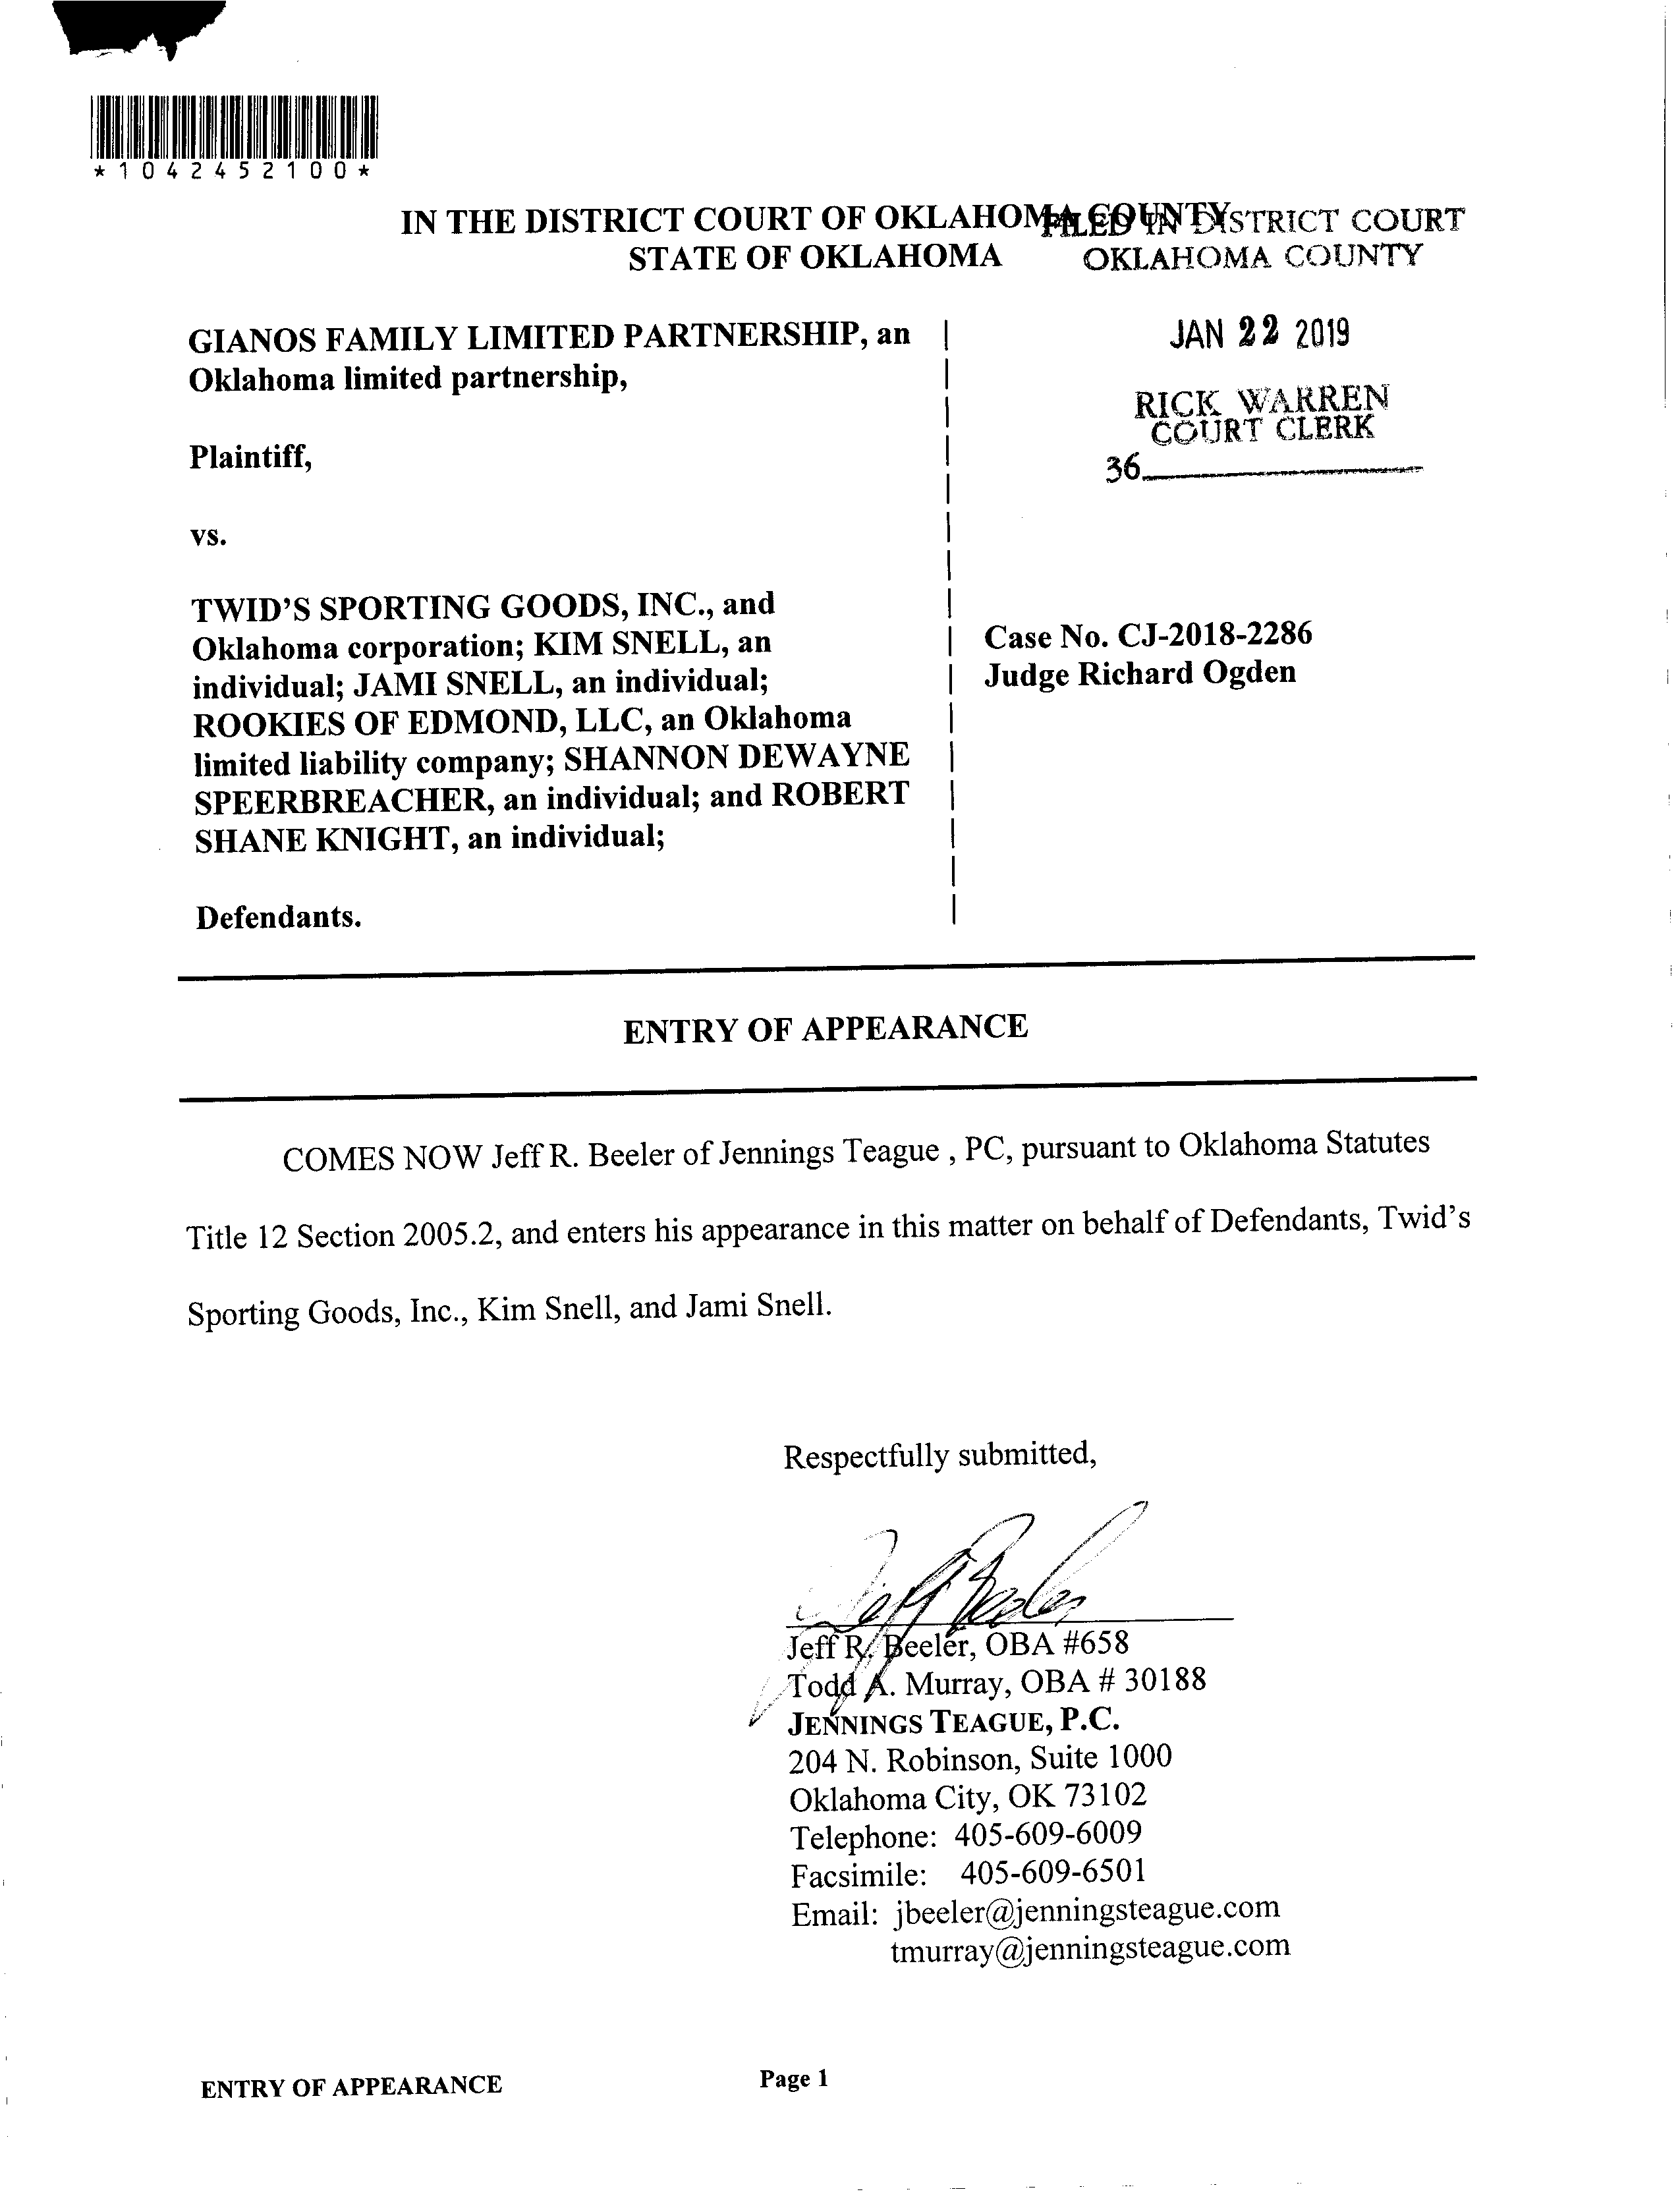 *1042452100*
IN THE DISTRICT COURT OF OKLAHOMA COUNTY
STATE OF OKLAHOMA
FILED IN DISTRICT COURT
OKLAHOMA COUNTY
JAN 22 2019
RICK WARREN
COURT CLERK
36
GIANOS FAMILY LIMITED PARTNERSHIP, an
Oklahoma limited partnership,
Plaintiff,
vs.
TWID'S SPORTING GOODS, INC., and
Oklahoma corporation; KIM SNELL, an
individual; JAMI SNELL, an individual;
ROOKIES OF EDMOND, LLC, an Oklahoma
limited liability company; SHANNON DEWAYNE
SPEERBREACHER, an individual; and ROBERT
SHANE KNIGHT, an individual;
Defendants.
Case No. CJ-2018-2286
Judge Richard Ogden
ENTRY OF APPEARANCE
COMES NOW Jeff R. Beeler of Jennings Teague , PC, pursuant to Oklahoma Statutes
Title 12 Section 2005.2, and enters his appearance in this matter on behalf of Defendants, Twid's
Sporting Goods, Inc., Kim Snell, and Jami Snell.
Respectfully submitted,
Jeff Beeler
Jeff R. Beeler, OBA #658
Todd A. Murray, OBA # 30188
JENNINGS TEAGUE, P.C.
204 N. Robinson, Suite 1000
Oklahoma City, OK 73102
Telephone: 405-609-6009
Facsimile: 405-609-6501
Email: jbeeler@jenningsteague.com
tmurray@jenningsteague.com
ENTRY OF APPEARANCE Page 1